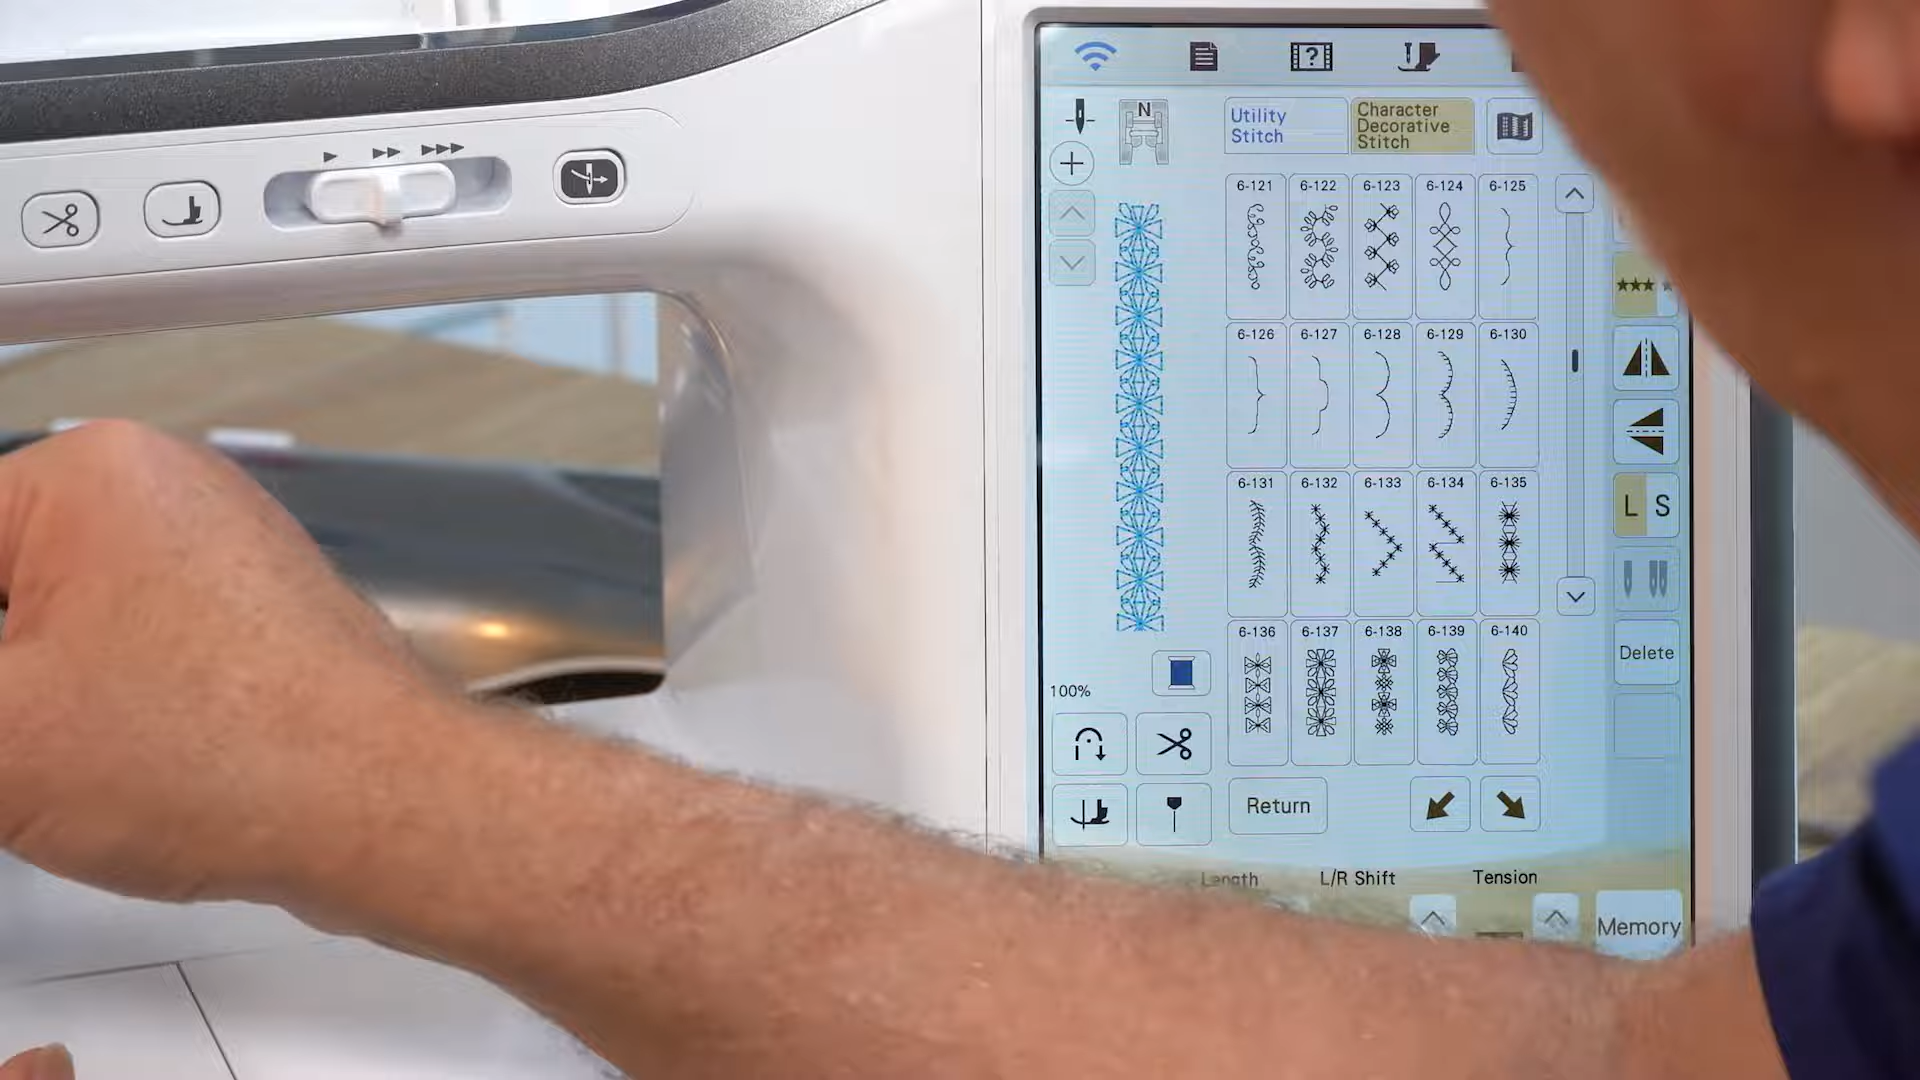 N
Utility
Stitch
Character
Decorative
Stitch
6-121 6-122 6-123 6-124 6-125
6-126 6-127 6-128 6-129 6-130
6-131 6-132 6-133 6-134 6-135
L S
6-136 6-137 6-138 6-139 6-140
Delete
100%
Return
Length L/R Shift Tension
Memory